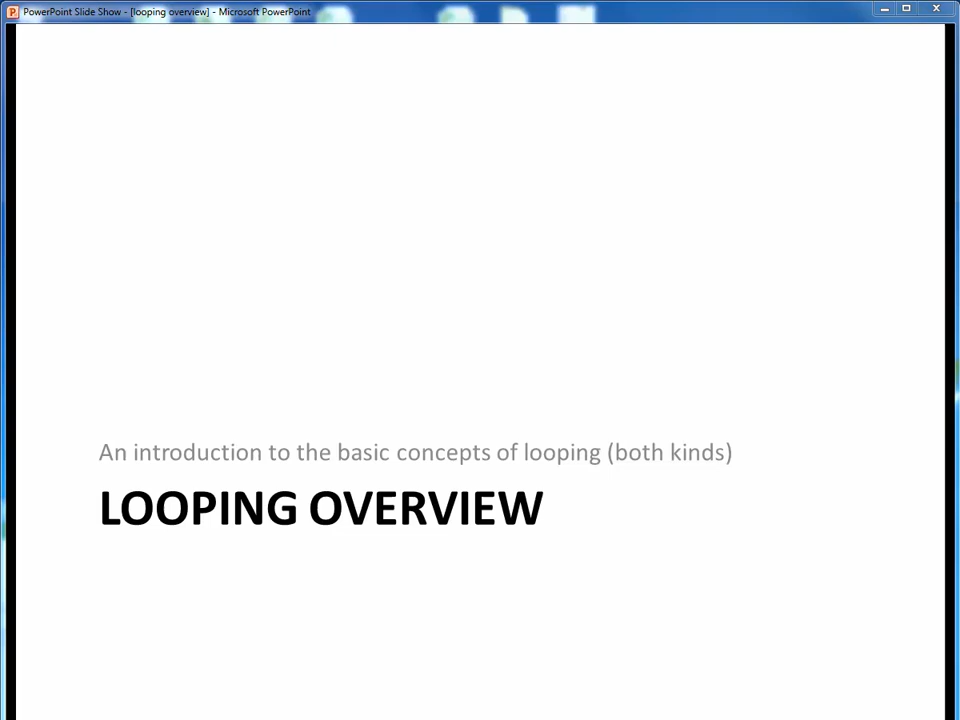 PowerPoint Slide Show - [looping overview] - Microsoft PowerPoint
An introduction to the basic concepts of looping (both kinds)
LOOPING OVERVIEW